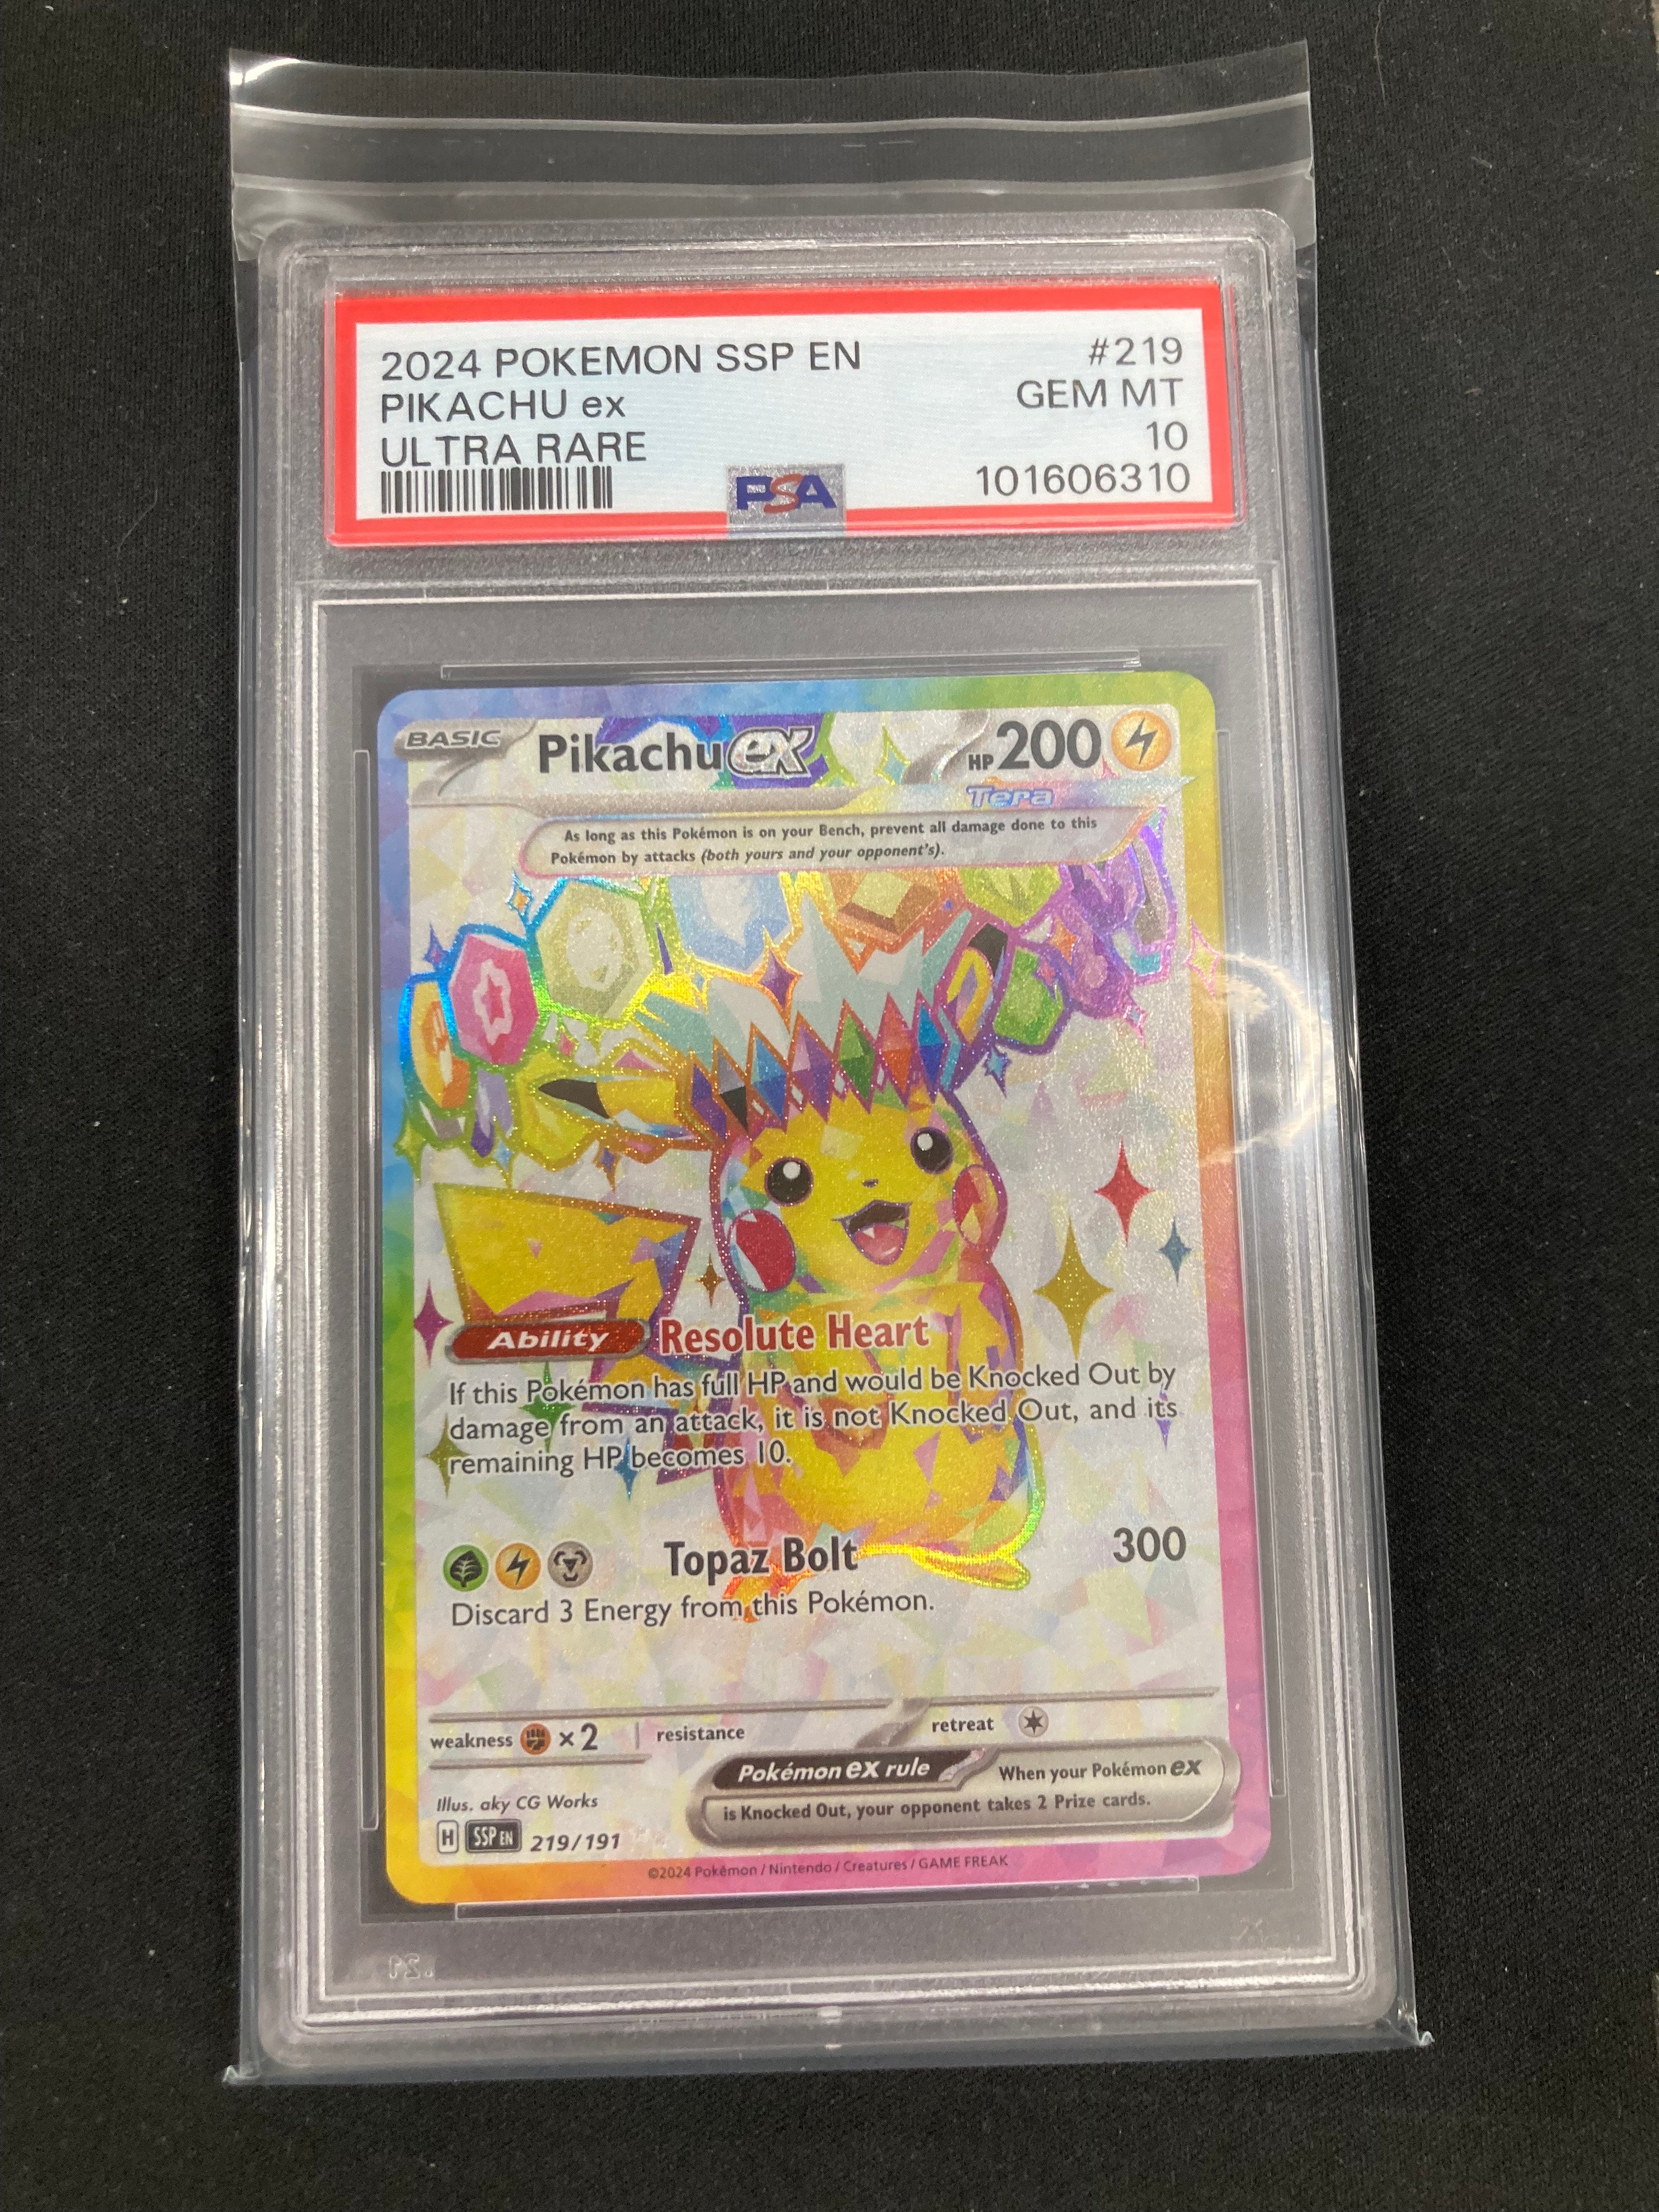 2024 POKEMON SSP EN #219
PIKACHU ex GEM MT
ULTRA RARE 10
PSA 101606310
BASIC Pikachu ex HP 200
Tera
As long as this Pokémon is on your Bench, prevent all damage done to this
Pokémon by attacks (both yours and your opponent's).
Ability Resolute Heart
If this Pokémon has full HP and would be Knocked Out by
damage from an attack, it is not Knocked Out, and its
remaining HP becomes 10.
Topaz Bolt 300
Discard 3 Energy from this Pokémon.
weakness ×2 resistance retreat
Pokémon ex rule When your Pokémon ex
is Knocked Out, your opponent takes 2 Prize cards.
Illus. aky CG Works
H SSP EN 219/191
©2024 Pokémon / Nintendo / Creatures / GAME FREAK